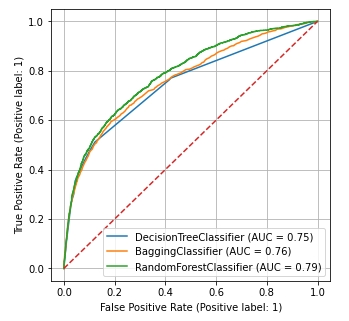 1.0
0.8
0.6
0.4
0.2
0.0
True Positive Rate (Positive label: 1)
DecisionTreeClassifier (AUC = 0.75)
BaggingClassifier (AUC = 0.76)
RandomForestClassifier (AUC = 0.79)
0.0 0.2 0.4 0.6 0.8 1.0
False Positive Rate (Positive label: 1)